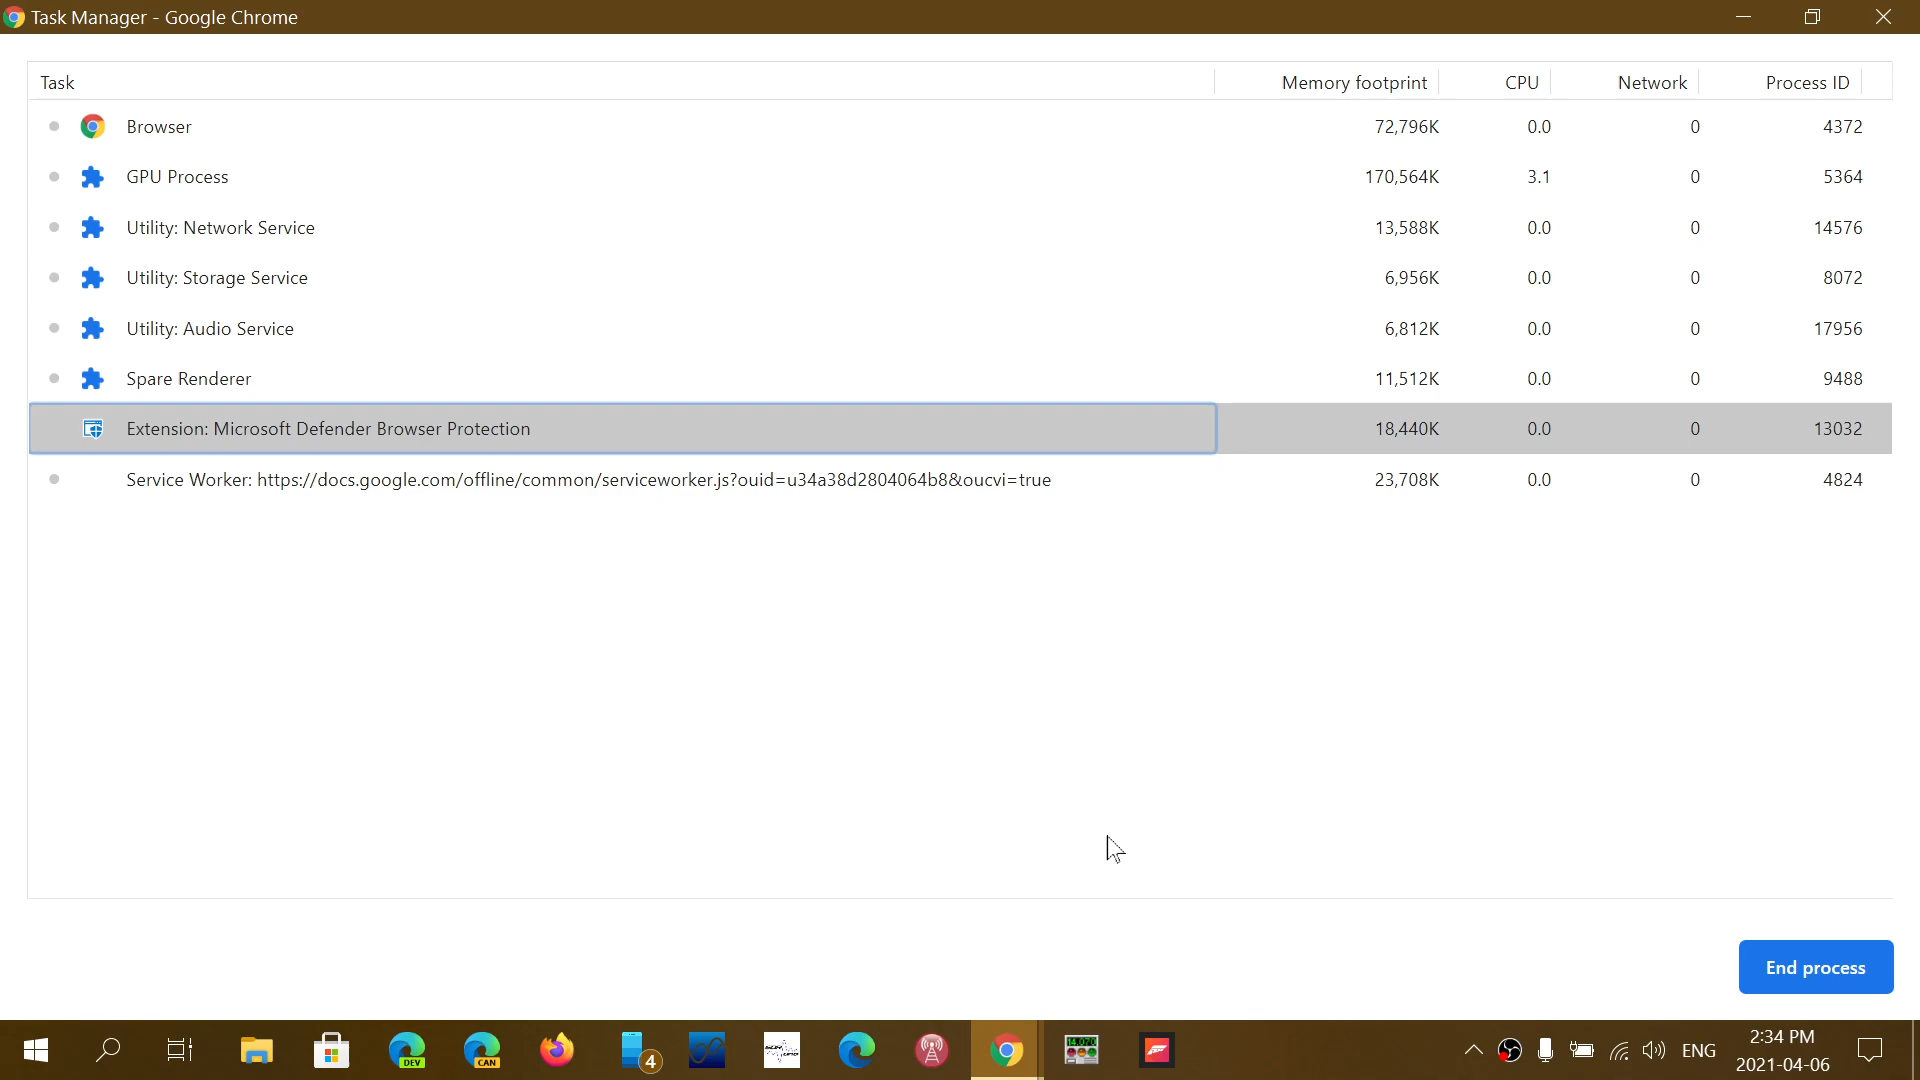 Task Manager - Google Chrome
Task Memory footprint CPU Network Process ID
Browser 72,796K 0.0 0 4372
GPU Process 170,564K 3.1 0 5364
Utility: Network Service 13,588K 0.0 0 14576
Utility: Storage Service 6,956K 0.0 0 8072
Utility: Audio Service 6,812K 0.0 0 17956
Spare Renderer 11,512K 0.0 0 9488
Extension: Microsoft Defender Browser Protection 18,440K 0.0 0 13032
Service Worker: https://docs.google.com/offline/common/serviceworker.js?ouid=u34a38d2804064b8&oucvi=true 23,708K 0.0 0 4824
End process
DEV CAN 4 14.070 ENG 2:34 PM
2021-04-06